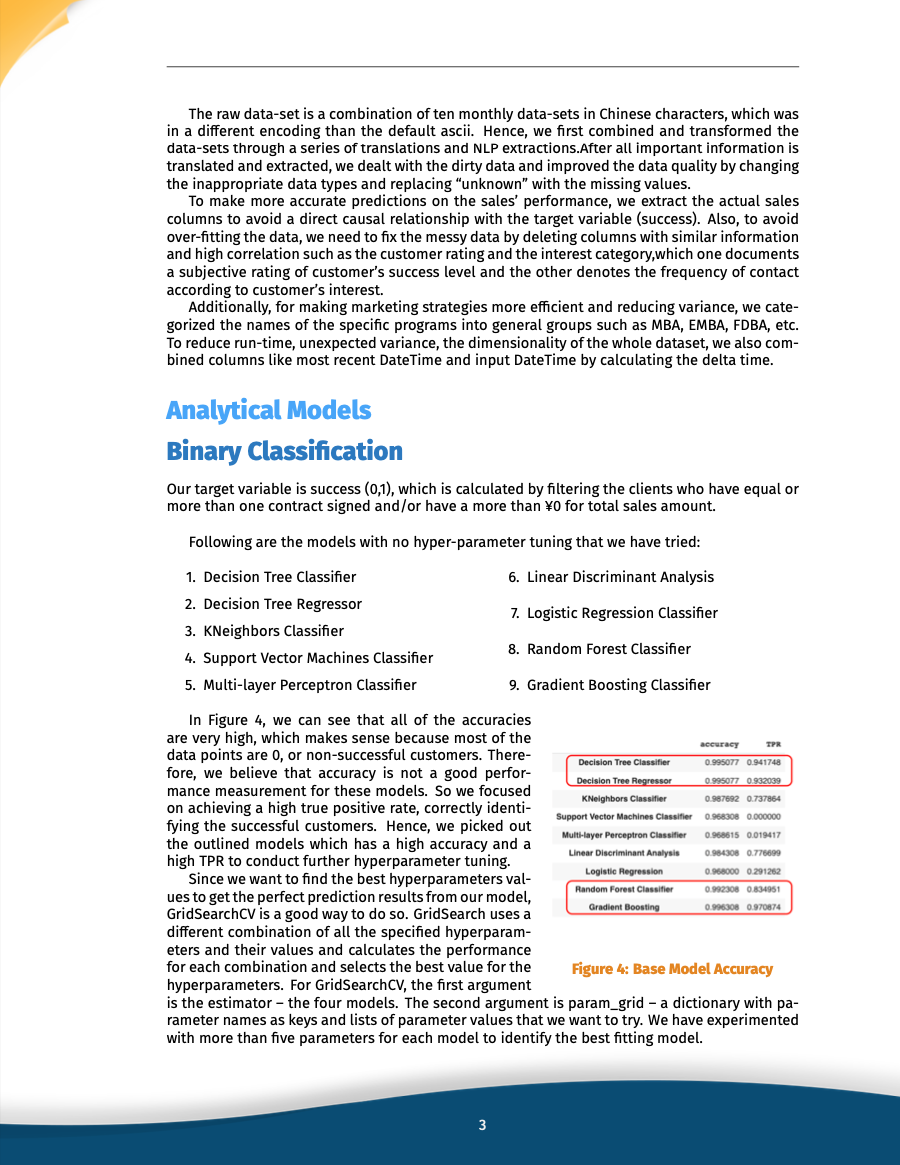 The raw data-set is a combination of ten monthly data-sets in Chinese characters, which was
in a different encoding than the default ascii. Hence, we first combined and transformed the
data-sets through a series of translations and NLP extractions.After all important information is
translated and extracted, we dealt with the dirty data and improved the data quality by changing
the inappropriate data types and replacing “unknown” with the missing values.
To make more accurate predictions on the sales’ performance, we extract the actual sales
columns to avoid a direct causal relationship with the target variable (success). Also, to avoid
over-fitting the data, we need to fix the messy data by deleting columns with similar information
and high correlation such as the customer rating and the interest category,which one documents
a subjective rating of customer’s success level and the other denotes the frequency of contact
according to customer’s interest.
Additionally, for making marketing strategies more efficient and reducing variance, we cate-
gorized the names of the specific programs into general groups such as MBA, EMBA, FDBA, etc.
To reduce run-time, unexpected variance, the dimensionality of the whole dataset, we also com-
bined columns like most recent DateTime and input DateTime by calculating the delta time.
Analytical Models
Binary Classification
Our target variable is success (0,1), which is calculated by filtering the clients who have equal or
more than one contract signed and/or have a more than ¥0 for total sales amount.
Following are the models with no hyper-parameter tuning that we have tried:
1. Decision Tree Classifier
2. Decision Tree Regressor
3. KNeighbors Classifier
4. Support Vector Machines Classifier
5. Multi-layer Perceptron Classifier
6. Linear Discriminant Analysis
7. Logistic Regression Classifier
8. Random Forest Classifier
9. Gradient Boosting Classifier
In Figure 4, we can see that all of the accuracies
are very high, which makes sense because most of the
data points are 0, or non-successful customers. There-
fore, we believe that accuracy is not a good perfor-
mance measurement for these models. So we focused
on achieving a high true positive rate, correctly identi-
fying the successful customers. Hence, we picked out
the outlined models which has a high accuracy and a
high TPR to conduct further hyperparameter tuning.
Since we want to find the best hyperparameters val-
ues to get the perfect prediction results from our model,
GridSearchCV is a good way to do so. GridSearch uses a
different combination of all the specified hyperparam-
eters and their values and calculates the performance
for each combination and selects the best value for the
hyperparameters. For GridSearchCV, the first argument
is the estimator – the four models. The second argument is param_grid – a dictionary with pa-
rameter names as keys and lists of parameter values that we want to try. We have experimented
with more than five parameters for each model to identify the best fitting model.
accuracy TPR
Decision Tree Classifier 0.995077 0.941748
Decision Tree Regressor 0.995077 0.932039
KNeighbors Classifier 0.987692 0.737864
Support Vector Machines Classifier 0.968308 0.000000
Multi-layer Perceptron Classifier 0.968615 0.019417
Linear Discriminant Analysis 0.984308 0.776699
Logistic Regression 0.968000 0.291262
Random Forest Classifier 0.992308 0.834951
Gradient Boosting 0.996308 0.970874
Figure 4: Base Model Accuracy
3